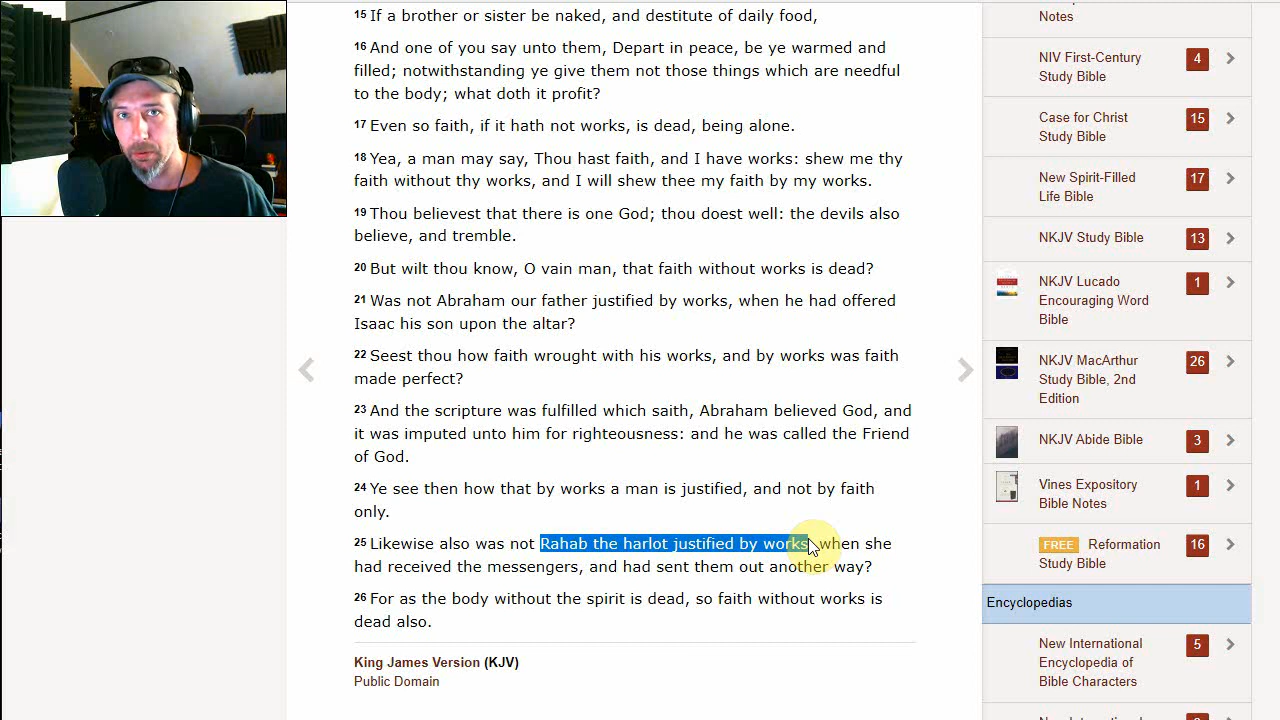 15 If a brother or sister be naked, and destitute of daily food,
16 And one of you say unto them, Depart in peace, be ye warmed and
filled; notwithstanding ye give them not those things which are needful
to the body; what doth it profit?
17 Even so faith, if it hath not works, is dead, being alone.
18 Yea, a man may say, Thou hast faith, and I have works: shew me thy
faith without thy works, and I will shew thee my faith by my works.
19 Thou believest that there is one God; thou doest well: the devils also
believe, and tremble.
20 But wilt thou know, O vain man, that faith without works is dead?
21 Was not Abraham our father justified by works, when he had offered
Isaac his son upon the altar?
22 Seest thou how faith wrought with his works, and by works was faith
made perfect?
23 And the scripture was fulfilled which saith, Abraham believed God, and
it was imputed unto him for righteousness: and he was called the Friend
of God.
24 Ye see then how that by works a man is justified, and not by faith
only.
25 Likewise also was not Rahab the harlot justified by works, when she
had received the messengers, and had sent them out another way?
26 For as the body without the spirit is dead, so faith without works is
dead also.
King James Version (KJV)
Public Domain
Notes
NIV First-Century 4
Study Bible
Case for Christ 15
Study Bible
New Spirit-Filled 17
Life Bible
NKJV Study Bible 13
NKJV Lucado 1
Encouraging Word
Bible
NKJV MacArthur 26
Study Bible, 2nd
Edition
NKJV Abide Bible 3
Vines Expository 1
Bible Notes
FREE Reformation 16
Study Bible
Encyclopedias
New International 5
Encyclopedia of
Bible Characters